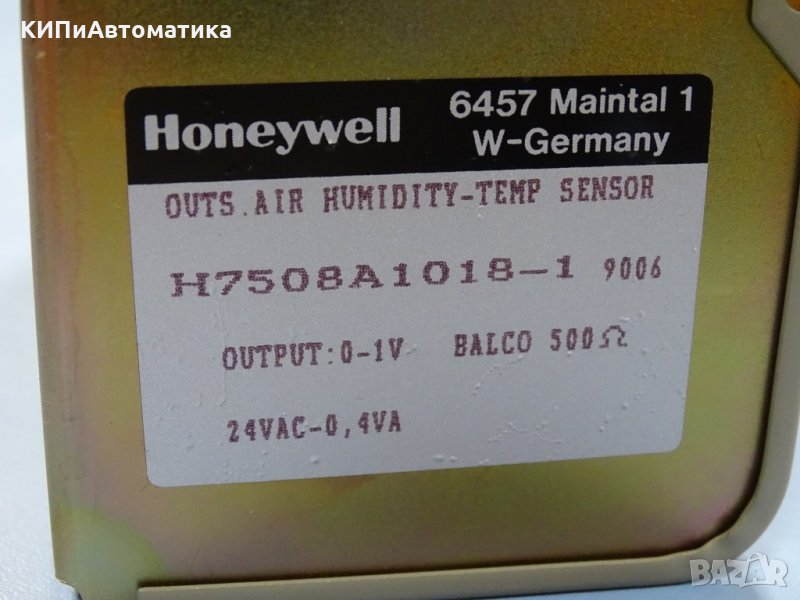 КИПиАвтоматика
Honeywell
6457 Maintal 1
W-Germany
OUTS.AIR HUMIDITY-TEMP SENSOR
H7508A1018-1 9006
OUTPUT:0-1V BALCO 500Ω
24VAC-0,4VA
BAZAR